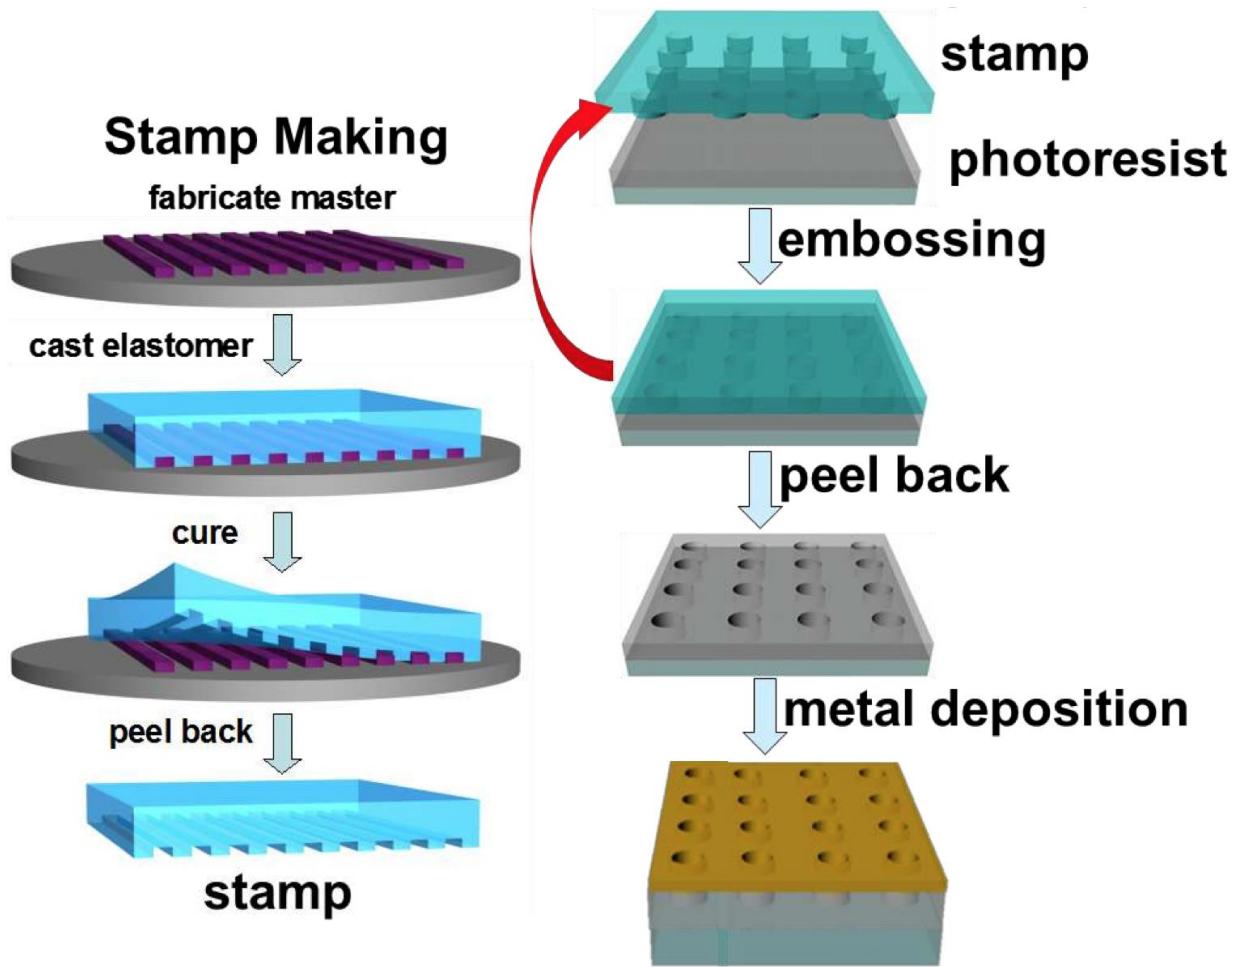 Stamp Making
fabricate master
cast elastomer
cure
peel back
stamp
stamp
photoresist
embossing
peel back
metal deposition